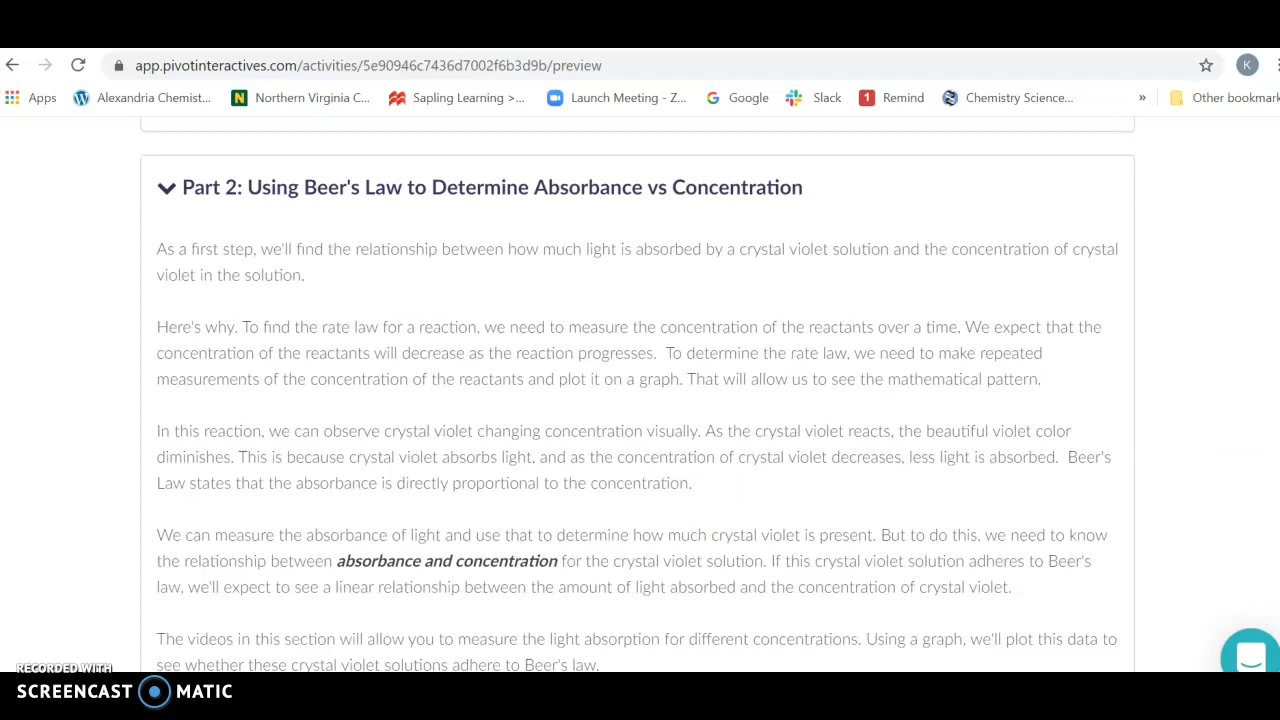 app.pivotinteractives.com/activities/5e90946c7436d7002f6b3d9b/preview
K
Apps
Alexandria Chemist...
Northern Virginia C...
Sapling Learning >...
Launch Meeting - Z...
Google
Slack
Remind
Chemistry Science...
»
Other bookmark
Part 2: Using Beer's Law to Determine Absorbance vs Concentration
As a first step, we'll find the relationship between how much light is absorbed by a crystal violet solution and the concentration of crystal
violet in the solution.
Here's why. To find the rate law for a reaction, we need to measure the concentration of the reactants over a time. We expect that the
concentration of the reactants will decrease as the reaction progresses.  To determine the rate law, we need to make repeated
measurements of the concentration of the reactants and plot it on a graph. That will allow us to see the mathematical pattern.
In this reaction, we can observe crystal violet changing concentration visually. As the crystal violet reacts, the beautiful violet color
diminishes. This is because crystal violet absorbs light, and as the concentration of crystal violet decreases, less light is absorbed.  Beer's
Law states that the absorbance is directly proportional to the concentration.
We can measure the absorbance of light and use that to determine how much crystal violet is present. But to do this, we need to know
the relationship between absorbance and concentration for the crystal violet solution. If this crystal violet solution adheres to Beer's
law, we'll expect to see a linear relationship between the amount of light absorbed and the concentration of crystal violet.
The videos in this section will allow you to measure the light absorption for different concentrations. Using a graph, we'll plot this data to
see whether these crystal violet solutions adhere to Beer's law.
RECORDED WITH
SCREENCAST MATIC